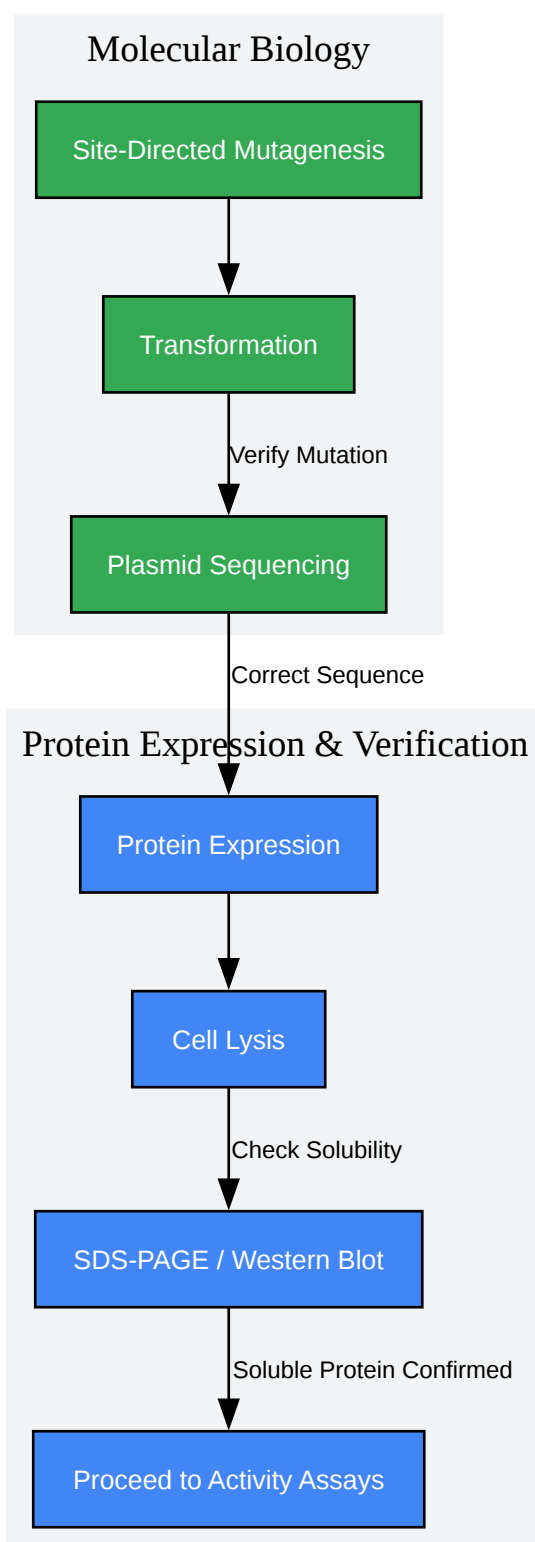 Molecular Biology
Site-Directed Mutagenesis
Transformation
Verify Mutation
Plasmid Sequencing
Correct Sequence
Protein Expression & Verification
Protein Expression
Cell Lysis
Check Solubility
SDS-PAGE / Western Blot
Soluble Protein Confirmed
Proceed to Activity Assays